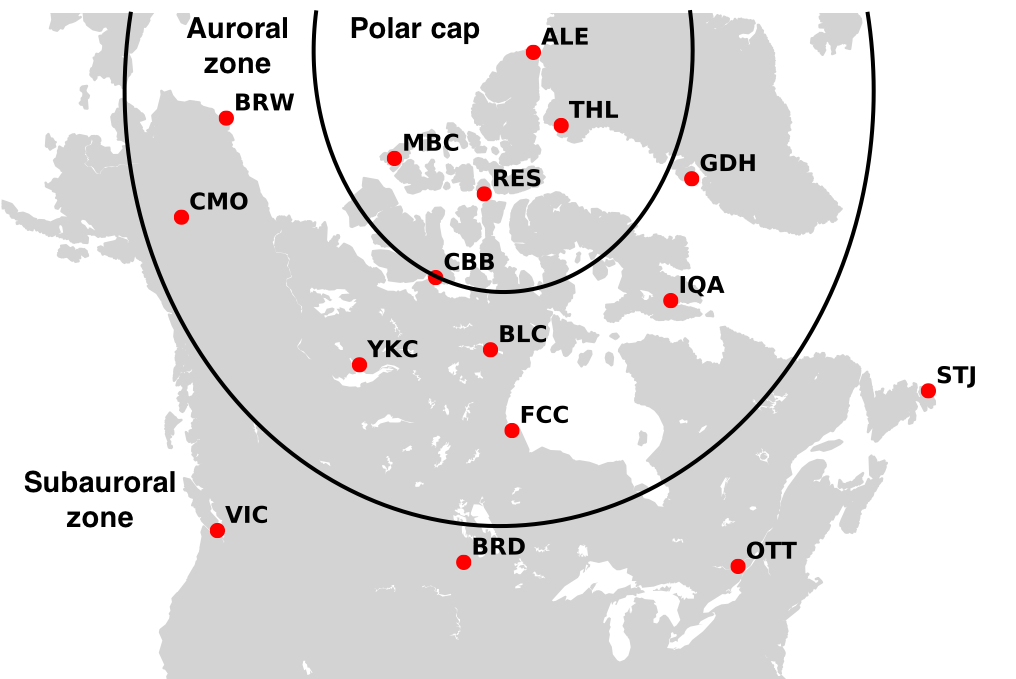 Auroral
zone
Polar cap
ALE
BRW
THL
MBC
GDH
RES
CMO
CBB
IQA
BLC
YKC
STJ
FCC
Subauroral
zone
VIC
BRD
OTT